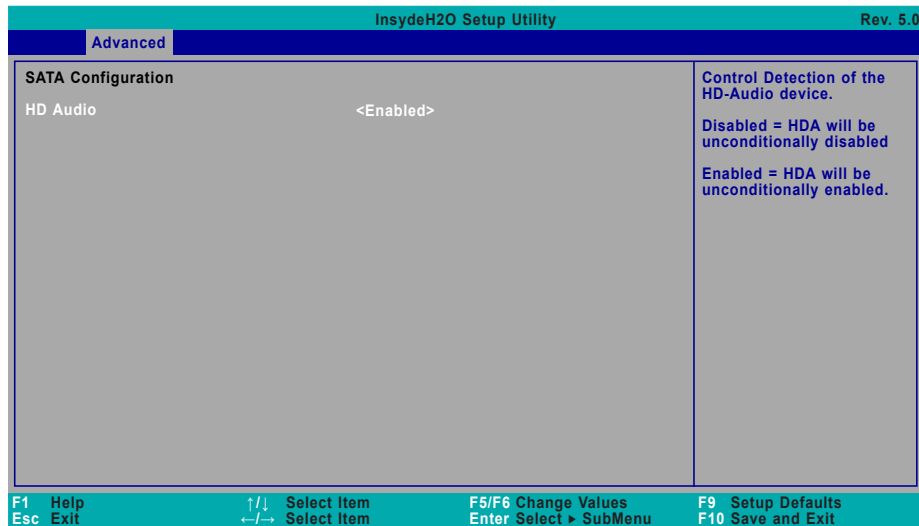 InsydeH2O Setup Utility Rev. 5.0
Advanced
SATA Configuration
HD Audio <Enabled>
Control Detection of the
HD-Audio device.
Disabled = HDA will be
unconditionally disabled
Enabled = HDA will be
unconditionally enabled.
F1 Help ↑/↓ Select Item F5/F6 Change Values F9 Setup Defaults
Esc Exit ←/→ Select Item Enter Select ▶ SubMenu F10 Save and Exit